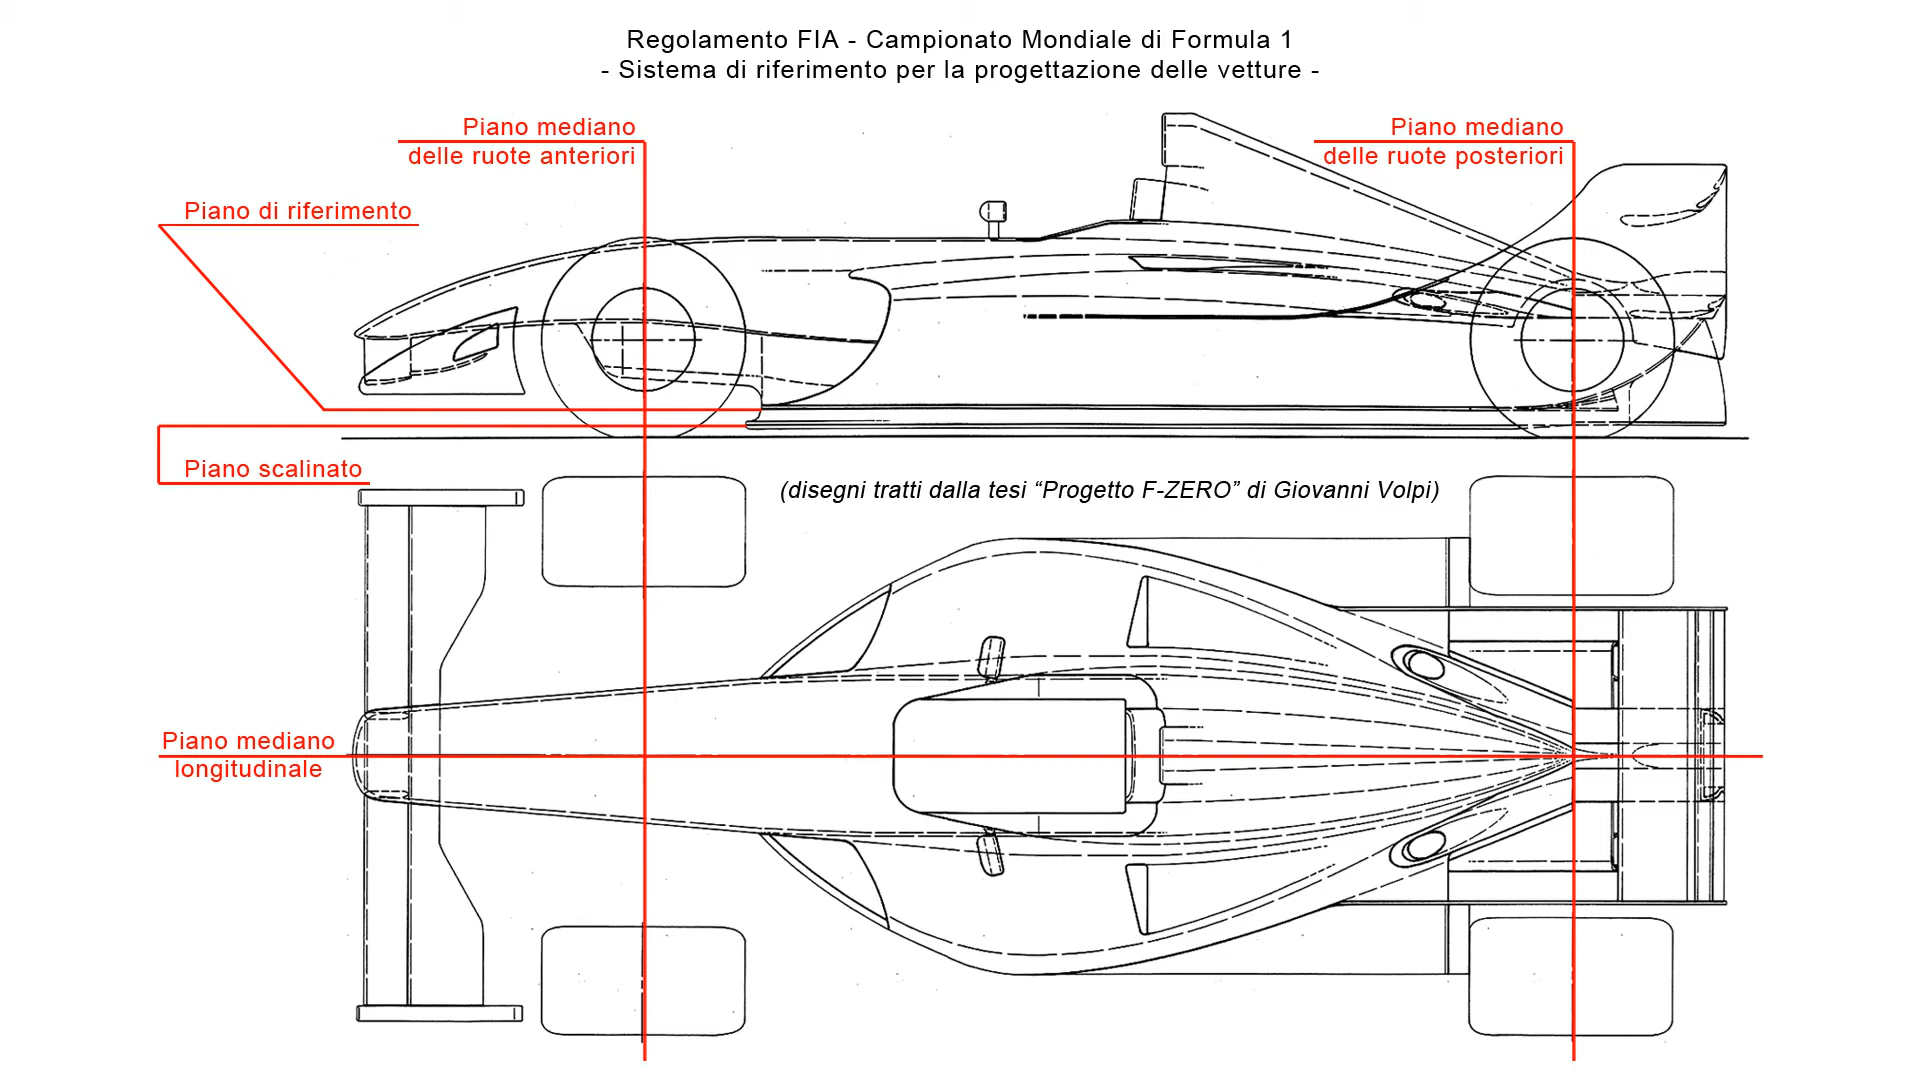 Regolamento FIA - Campionato Mondiale di Formula 1
- Sistema di riferimento per la progettazione delle vetture -
Piano mediano
delle ruote anteriori
Piano mediano
delle ruote posteriori
Piano di riferimento
Piano scalinato
(disegni tratti dalla tesi “Progetto F-ZERO” di Giovanni Volpi)
Piano mediano
longitudinale